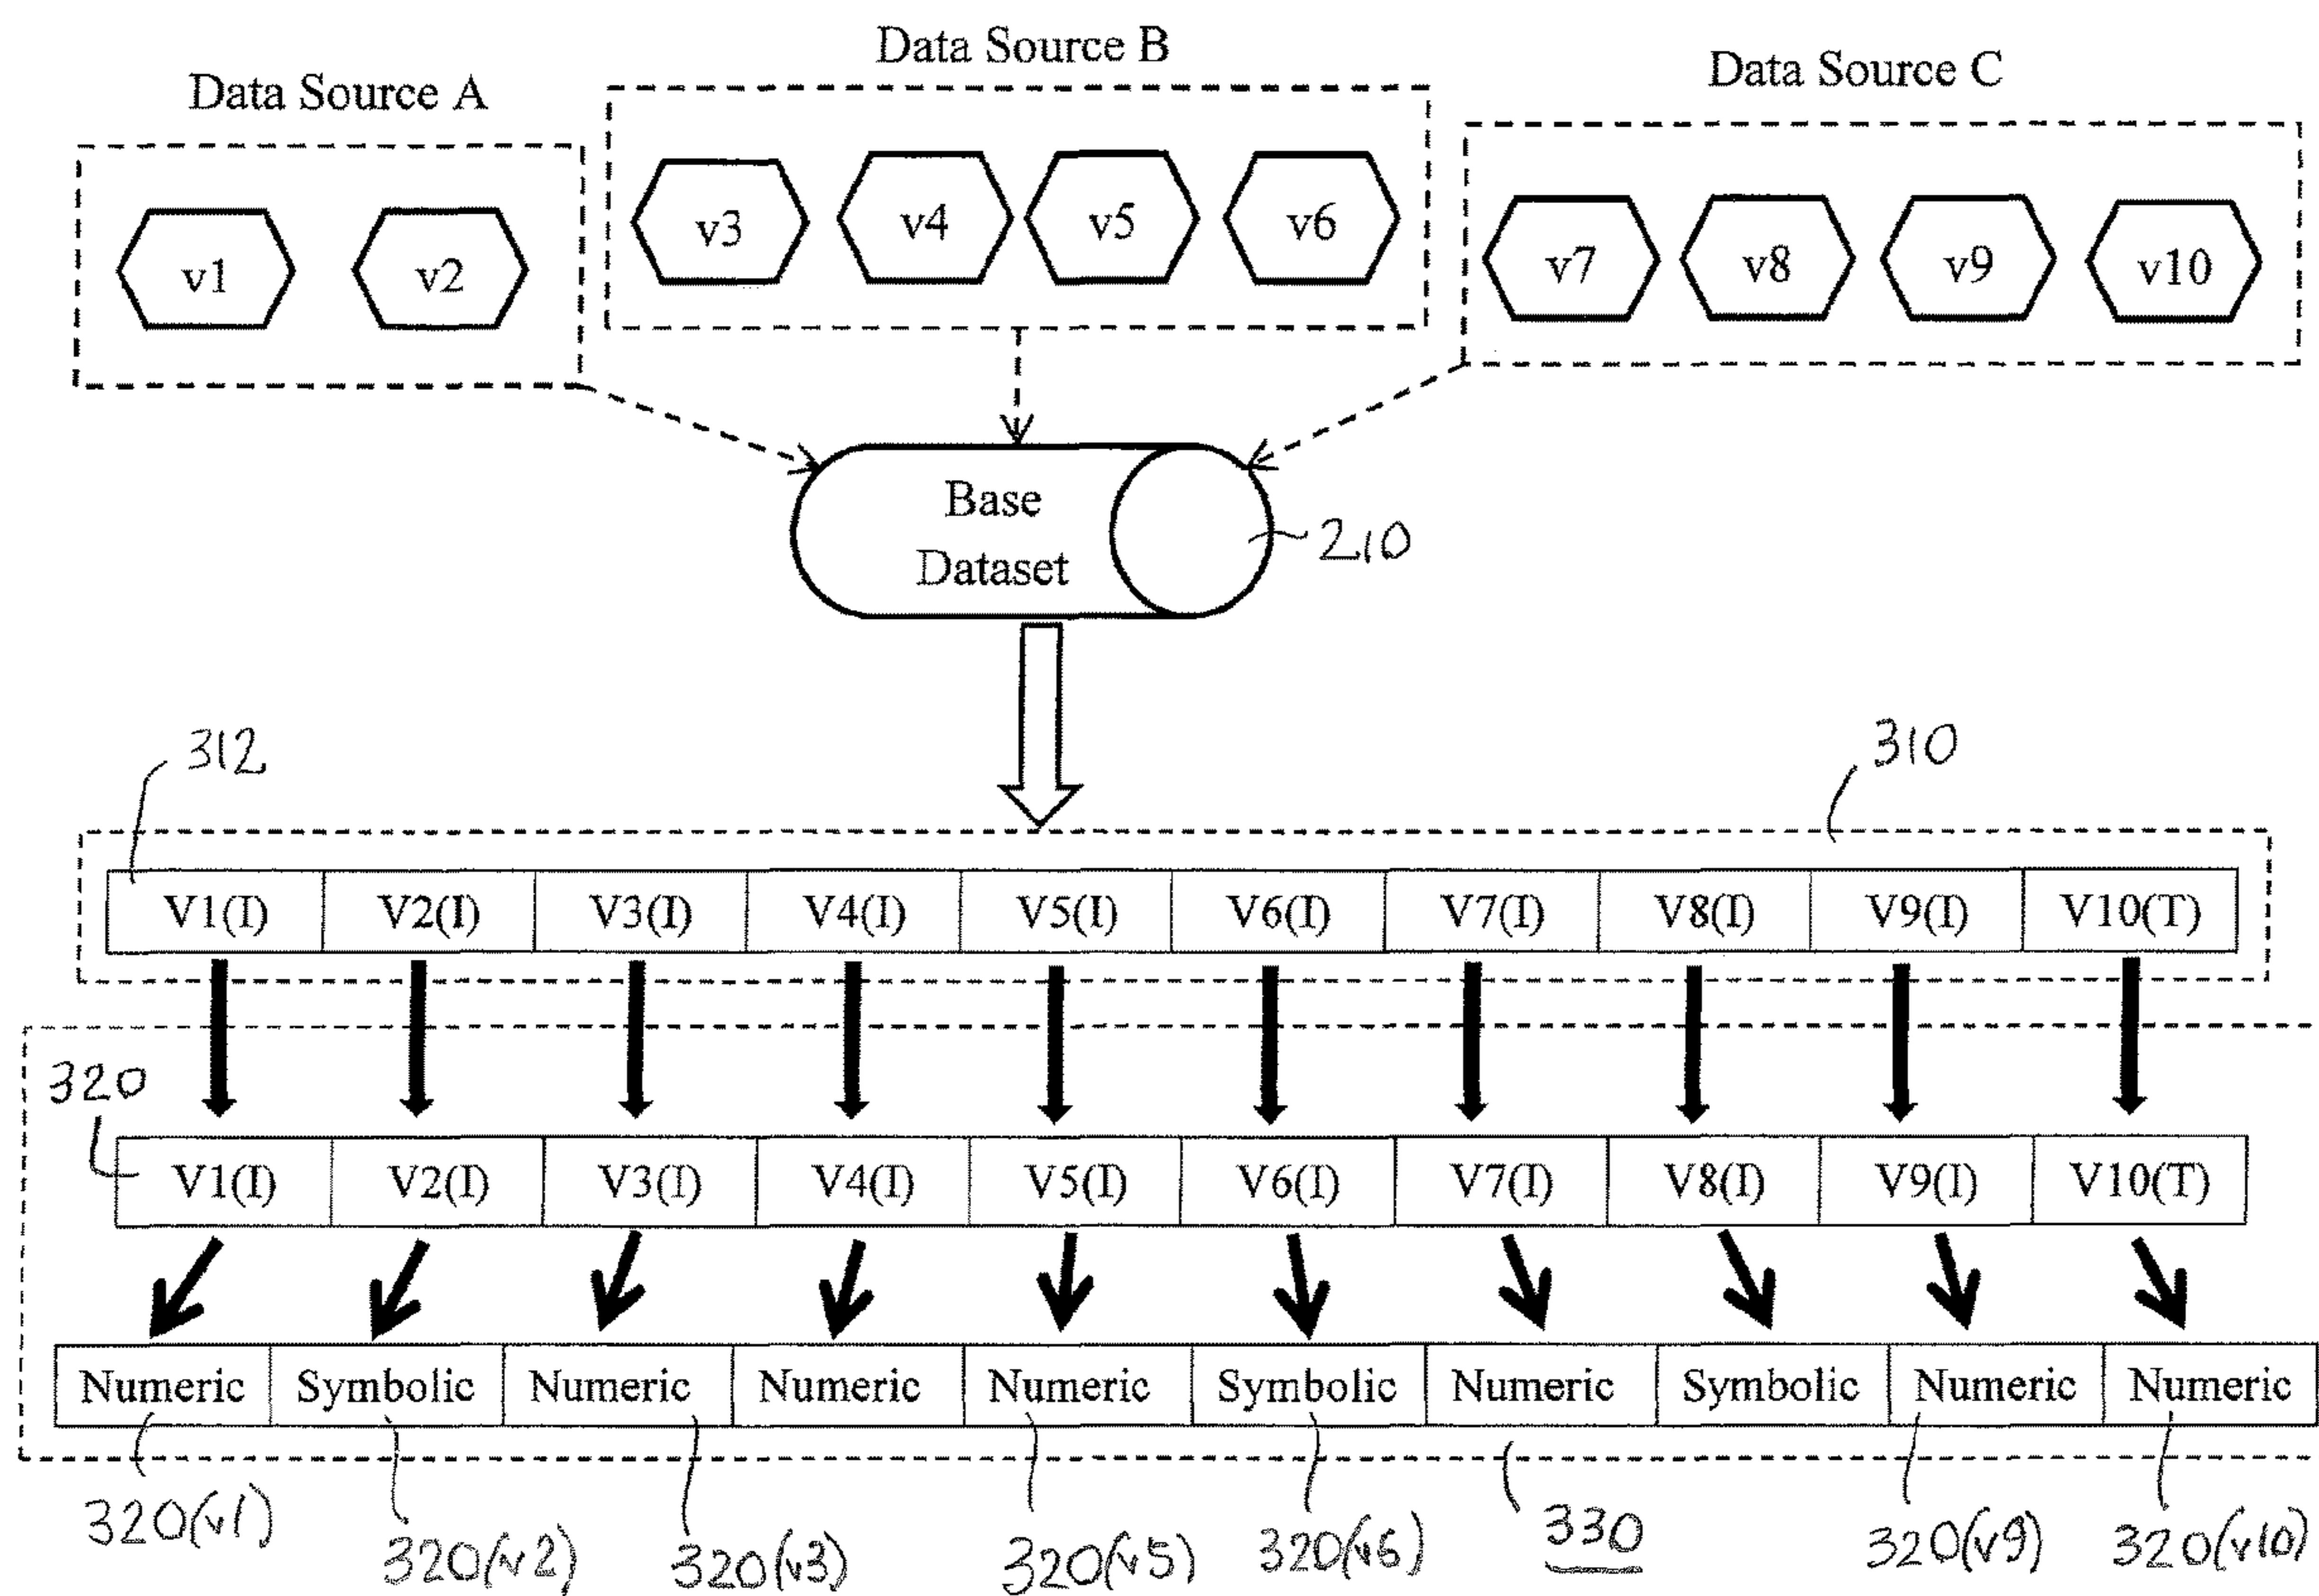 Data Source A
Data Source B
Data Source C
v1 v2
v3 v4 v5 v6
v7 v8 v9 v10
Base
Dataset
210
312
310
V1(I) V2(I) V3(I) V4(I) V5(I) V6(I) V7(I) V8(I) V9(I) V10(T)
320
V1(I) V2(I) V3(I) V4(I) V5(I) V6(I) V7(I) V8(I) V9(I) V10(T)
Numeric Symbolic Numeric Numeric Numeric Symbolic Numeric Symbolic Numeric Numeric
320(v1) 320(v2) 320(v3) 320(v5) 320(v6) 330 320(v9) 320(v10)